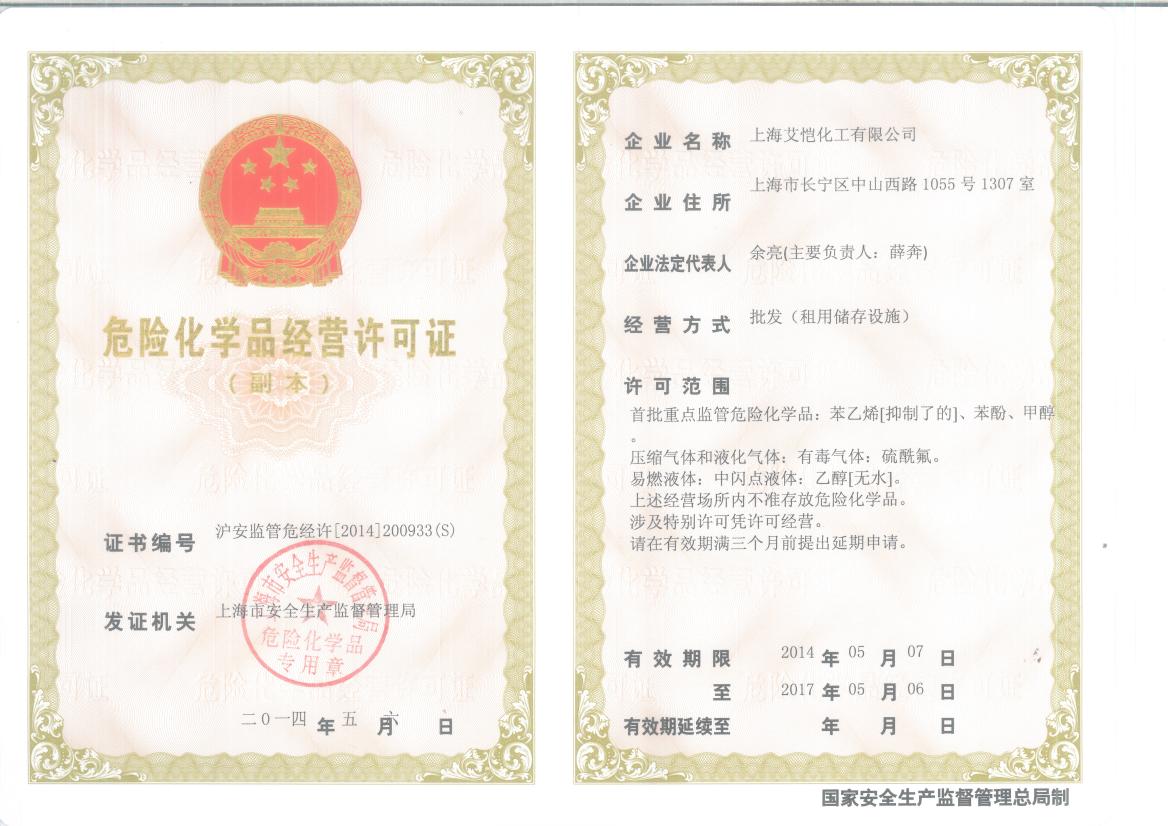 危险化学品经营许可证
（副本）
证书编号 沪安监管危经许[2014]200933(S)
发证机关 上海市安全生产监督管理局
上海市安全生产监督管理局
危险化学品
专用章
二〇一四 年 五 月 六 日
企业名称 上海艾恺化工有限公司
企业住所 上海市长宁区中山西路 1055 号 1307 室
企业法定代表人 余亮(主要负责人：薛奔)
经营方式 批发（租用储存设施）
许可范围
首批重点监管危险化学品：苯乙烯[抑制了的]、苯酚、甲醇
。
压缩气体和液化气体：有毒气体：硫酰氟。
易燃液体：中闪点液体：乙醇[无水]。
上述经营场所内不准存放危险化学品。
涉及特别许可凭许可经营。
请在有效期满三个月前提出延期申请。
有效期限 2014 年 05 月 07 日
至 2017 年 05 月 06 日
有效期延续至 年 月 日
国家安全生产监督管理总局制